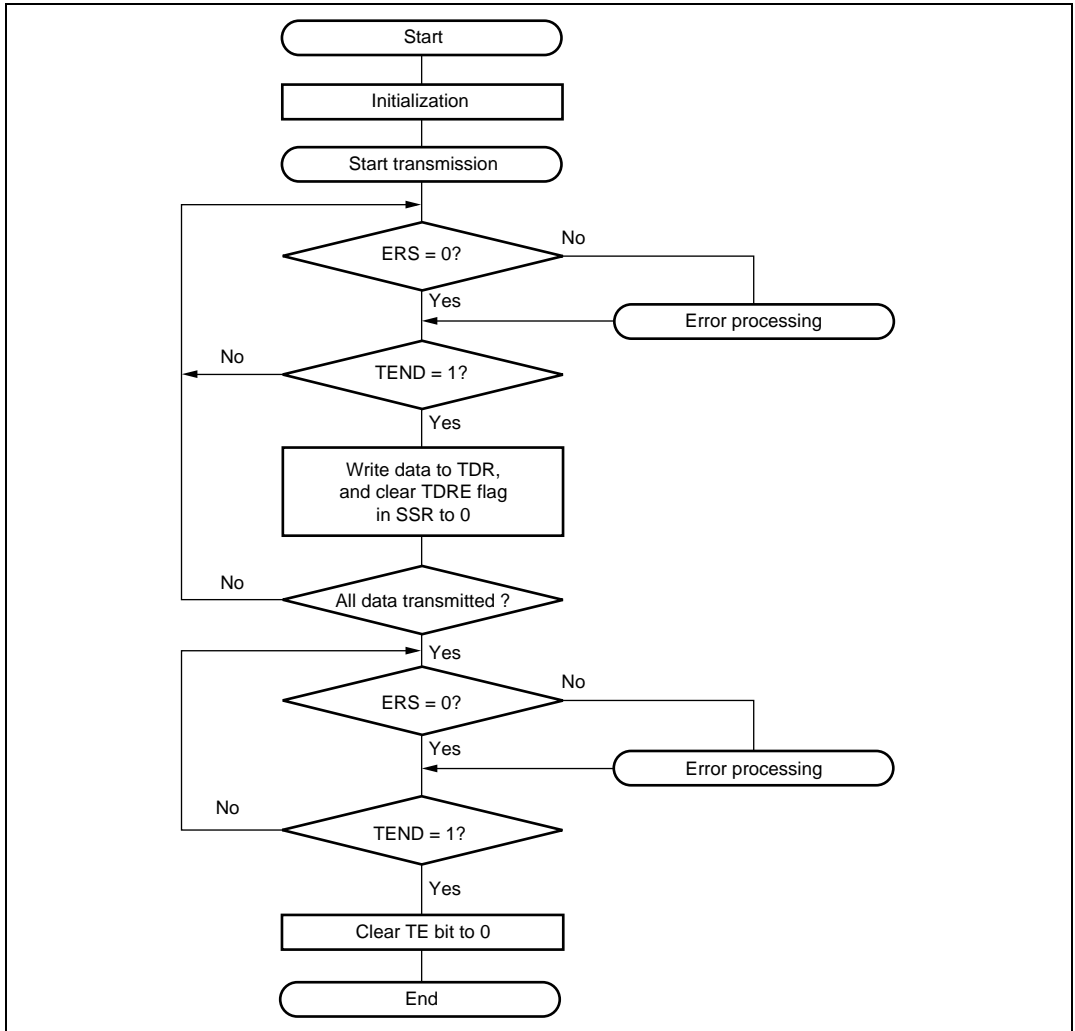 Start
Initialization
Start transmission
ERS = 0?
No
Yes
Error processing
No
TEND = 1?
Yes
Write data to TDR,
and clear TDRE flag
in SSR to 0
No
All data transmitted ?
Yes
No
ERS = 0?
Yes
Error processing
No
TEND = 1?
Yes
Clear TE bit to 0
End